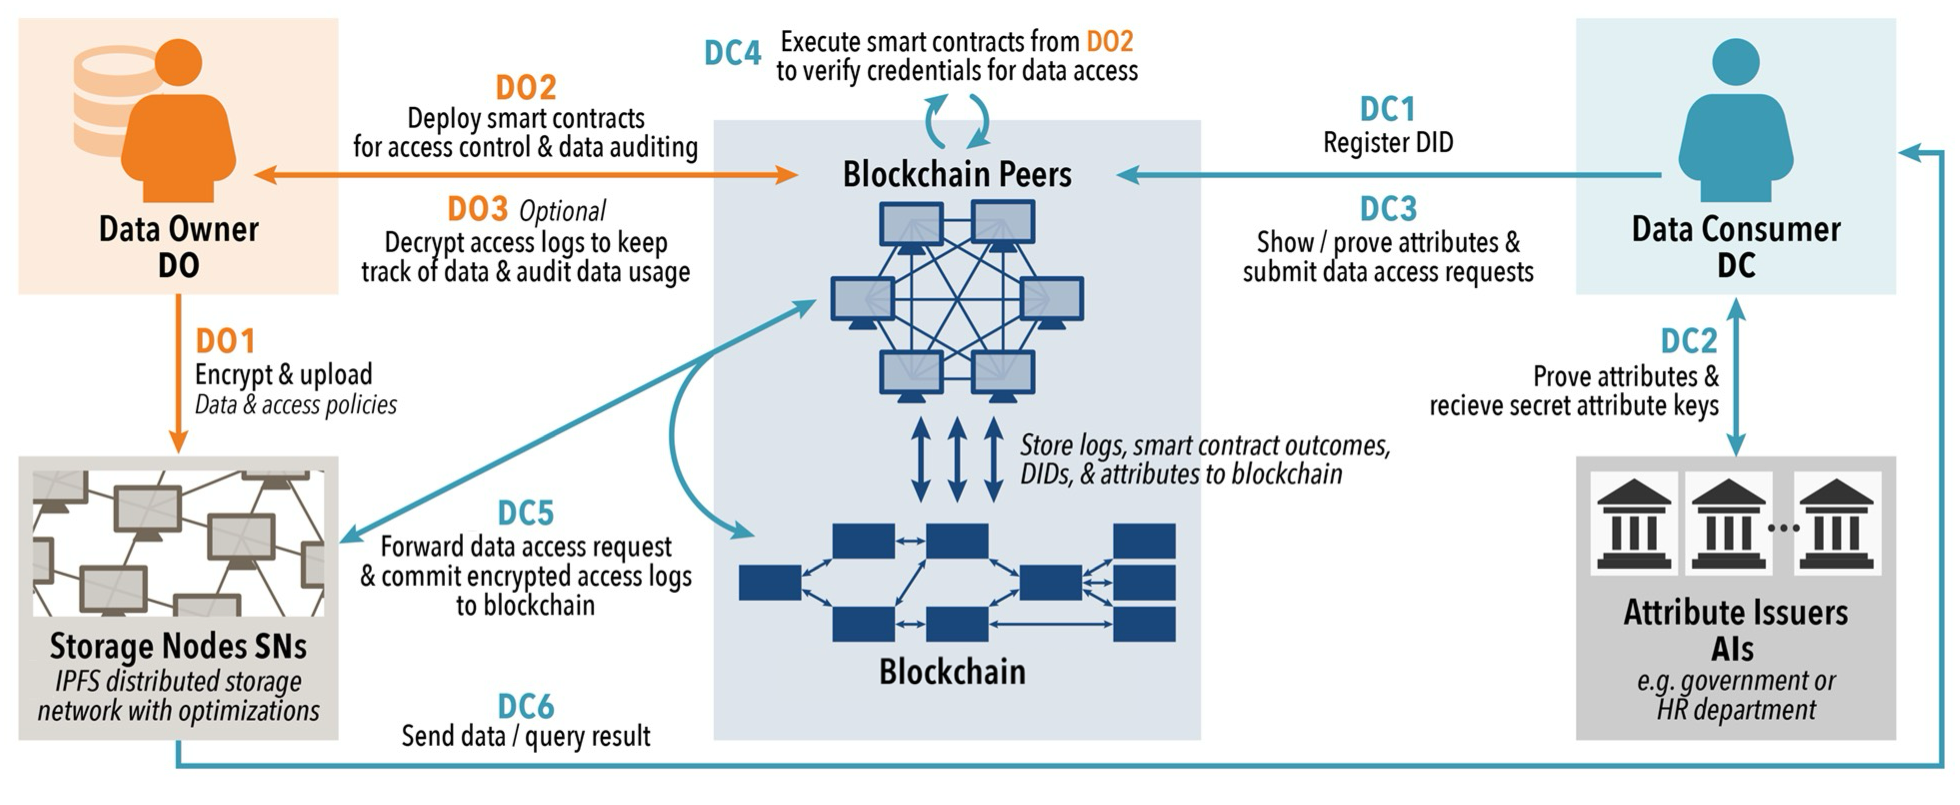 Data Owner
DO
DO2
Deploy smart contracts
for access control & data auditing
DO3 Optional
Decrypt access logs to keep
track of data & audit data usage
DO1
Encrypt & upload
Data & access policies
Storage Nodes SNs
IPFS distributed storage
network with optimizations
DC4 Execute smart contracts from DO2
to verify credentials for data access
Blockchain Peers
Store logs, smart contract outcomes,
DIDs, & attributes to blockchain
Blockchain
DC5
Forward data access request
& commit encrypted access logs
to blockchain
DC6
Send data / query result
DC1
Register DID
DC3
Show / prove attributes &
submit data access requests
Data Consumer
DC
DC2
Prove attributes &
recieve secret attribute keys
Attribute Issuers
AIs
e.g. government or
HR department